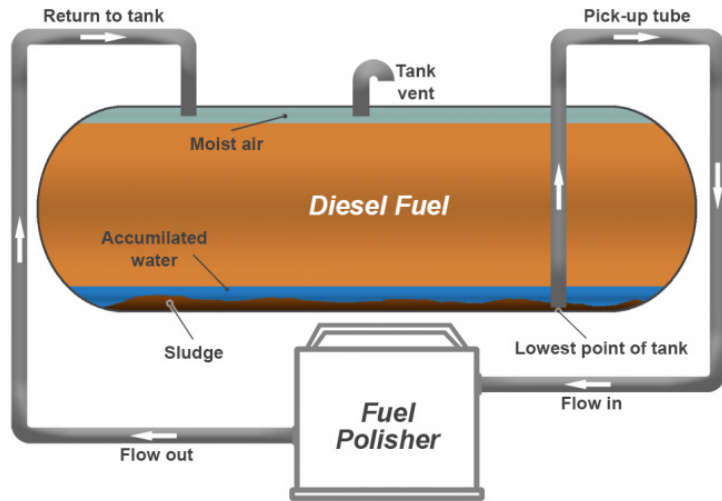 Return to tank
Pick-up tube
Tank
vent
Moist air
Diesel Fuel
Accumilated
water
Sludge
Lowest point of tank
Fuel
Polisher
Flow in
Flow out